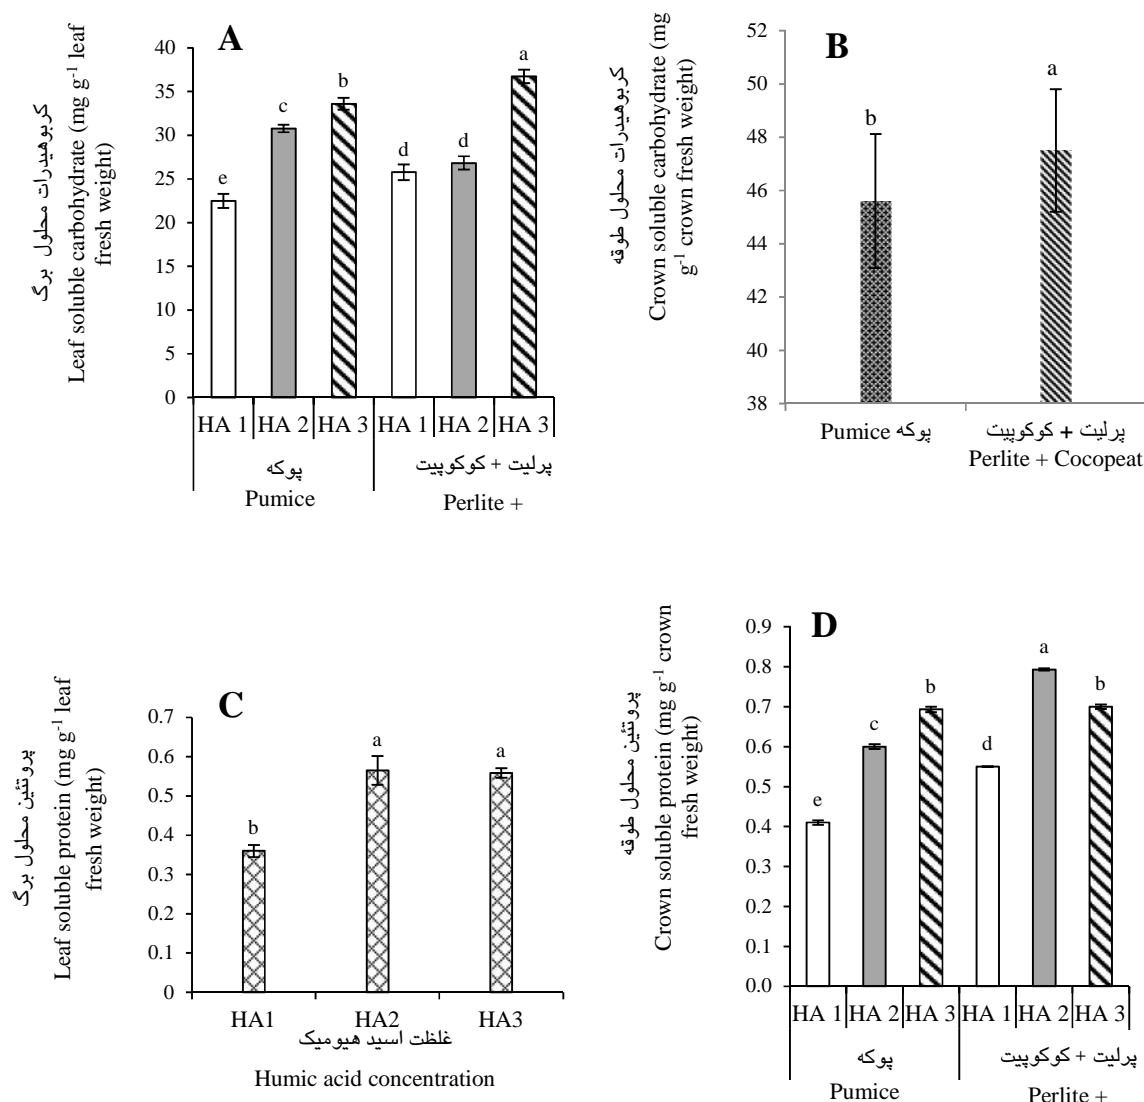 A
کربوهیدرات محلول برگ
Leaf soluble carbohydrate (mg g-1 leaf
fresh weight)
40
35
30
25
20
15
10
5
0
e
c
b
d
d
a
HA 1 HA 2 HA 3 HA 1 HA 2 HA 3
پوکه
Pumice
پرلیت + کوکوپیت
Perlite +
B
کربوهیدرات محلول طوقه
Crown soluble carbohydrate (mg
g-1 crown fresh weight)
52
50
48
46
44
42
40
38
b
a
Pumice پوکه
پرلیت + کوکوپیت
Perlite + Cocopeat
C
پروتئین محلول برگ
Leaf soluble protein (mg g-1 leaf
fresh weight)
0.7
0.6
0.5
0.4
0.3
0.2
0.1
0
b
a
a
HA1 HA2 HA3
غلظت اسید هیومیک
Humic acid concentration
D
پروتئین محلول طوقه
Crown soluble protein (mg g-1 crown
fresh weight)
0.9
0.8
0.7
0.6
0.5
0.4
0.3
0.2
0.1
0.0
e
c
b
d
a
b
HA 1 HA 2 HA 3 HA 1 HA 2 HA 3
پوکه
Pumice
پرلیت + کوکوپیت
Perlite +